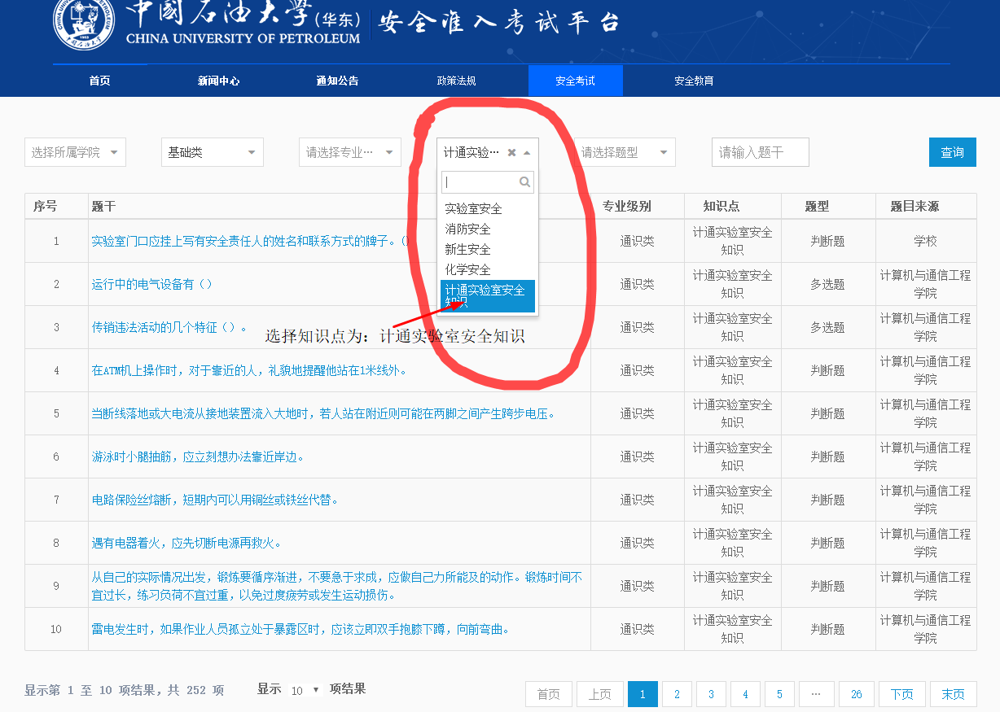 中國石油大學(华东) 安全准入考试平台
CHINA UNIVERSITY OF PETROLEUM
首页 新闻中心 通知公告 政策法规 安全考试 安全教育
选择所属学院 基础类 请选择专业… 计通实验… 请选择题型 请输入题干 查询
实验室安全
消防安全
新生安全
化学安全
计通实验室安全
知识
选择知识点为: 计通实验室安全知识
序号 题干 专业级别 知识点 题型 题目来源
1 实验室门口应挂上写有安全责任人的姓名和联系方式的牌子。() 通识类 计通实验室安全 判断题 学校
知识
2 运行中的电气设备有（） 通识类 计通实验室安全 多选题 计算机与通信工程
知识 学院
3 传销违法活动的几个特征（）。 通识类 计通实验室安全 多选题 计算机与通信工程
知识 学院
4 在ATM机上操作时，对于靠近的人，礼貌地提醒他站在1米线外。 通识类 计通实验室安全 判断题 计算机与通信工程
知识 学院
5 当断线落地或大电流从接地装置流入大地时，若人站在附近则可能在两脚之间产生跨步电压。 通识类 计通实验室安全 判断题 计算机与通信工程
知识 学院
6 游泳时小腿抽筋，应立刻想办法靠近岸边。 通识类 计通实验室安全 判断题 计算机与通信工程
知识 学院
7 电路保险丝熔断，短期内可以用铜丝或铁丝代替。 通识类 计通实验室安全 判断题 计算机与通信工程
知识 学院
8 遇有电器着火，应先切断电源再救火。 通识类 计通实验室安全 判断题 计算机与通信工程
知识 学院
9 从自己的实际情况出发，锻炼要循序渐进，不要急于求成，应做自己力所能及的动作。锻炼时间不 通识类 计通实验室安全 判断题 计算机与通信工程
宜过长，练习负荷不宜过重，以免过度疲劳或发生运动损伤。 知识 学院
10 雷电发生时，如果作业人员孤立处于暴露区时，应该立即双手抱膝下蹲，向前弯曲。 通识类 计通实验室安全 判断题 计算机与通信工程
知识 学院
显示第 1 至 10 项结果，共 252 项 显示 10 项结果 首页 上页 1 2 3 4 5 … 26 下页 末页